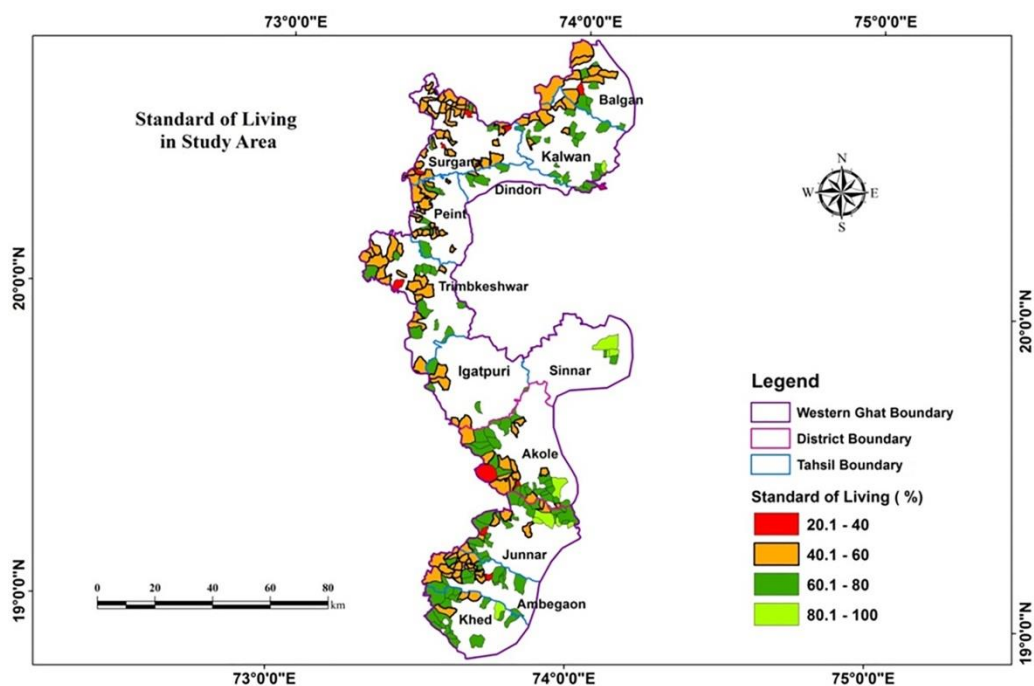 73°0'0"E 74°0'0"E 75°0'0"E
Standard of Living
in Study Area
Balgan
Surgan
Kalwan
Dindori
N
W E
S
Peint
20°0'0"N
Trimbkeshwar
20°0'0"N
Igatpuri
Sinnar
Legend
Western Ghat Boundary
District Boundary
Akole
Tahsil Boundary
Standard of Living ( %)
20.1 - 40
40.1 - 60
60.1 - 80
80.1 - 100
Junnar
Ambegaon
Khed
0 20 40 60 80
km
19°0'0"N
19°0'0"N
73°0'0"E 74°0'0"E 75°0'0"E